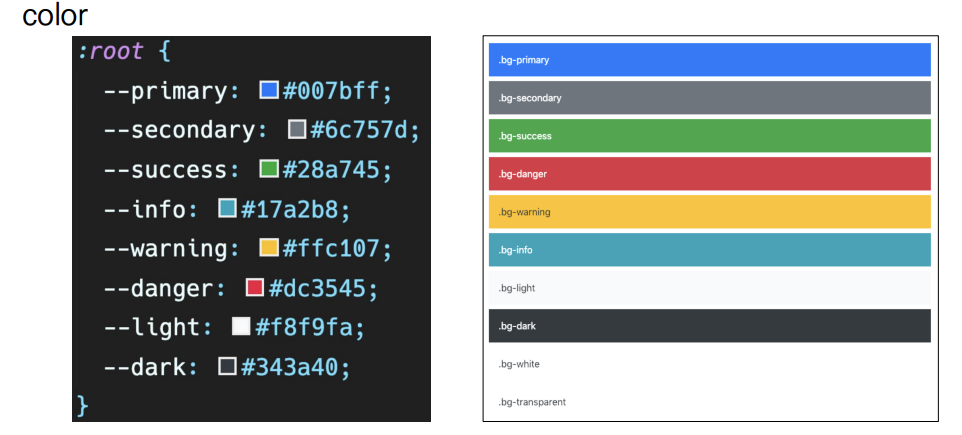 color
:root {
--primary: #007bff;
--secondary: #6c757d;
--success: #28a745;
--info: #17a2b8;
--warning: #ffc107;
--danger: #dc3545;
--light: #f8f9fa;
--dark: #343a40;
}
.bg-primary
.bg-secondary
.bg-success
.bg-danger
.bg-warning
.bg-info
.bg-light
.bg-dark
.bg-white
.bg-transparent